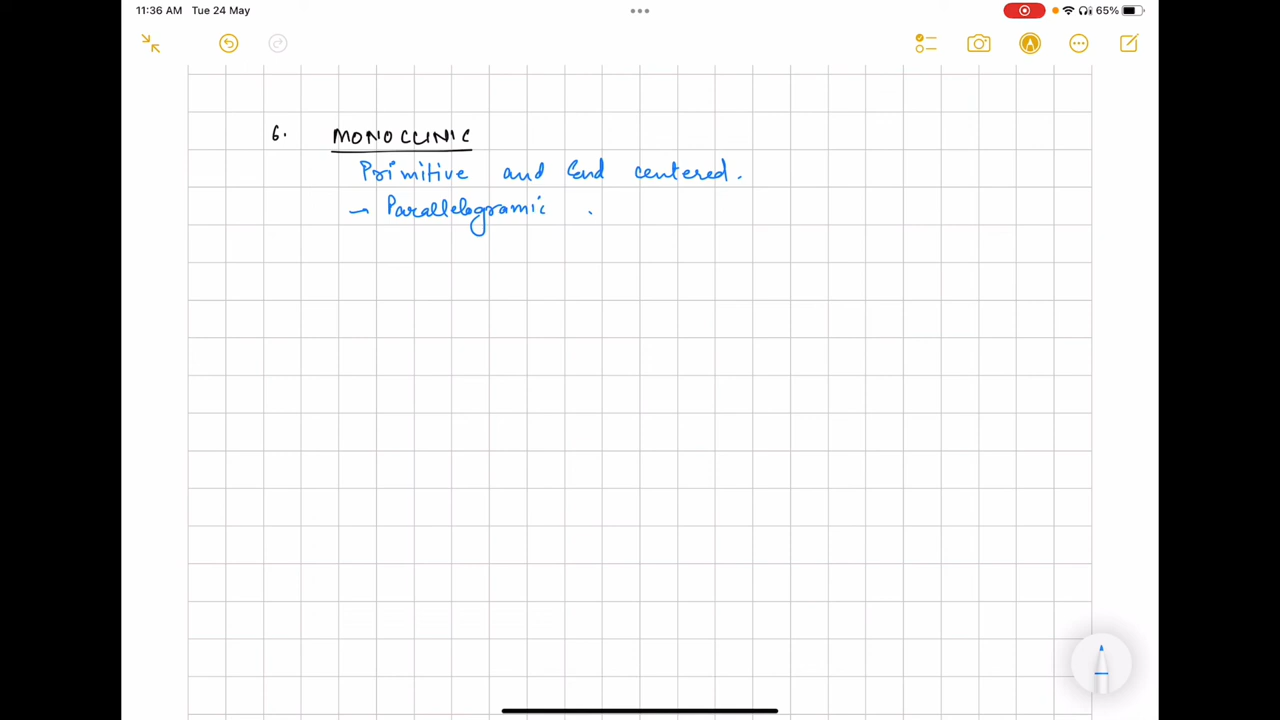 11:36 AM Tue 24 May
65%
6. MONOCLINIC
Primitive and End centered.
→ Parallelogramic .